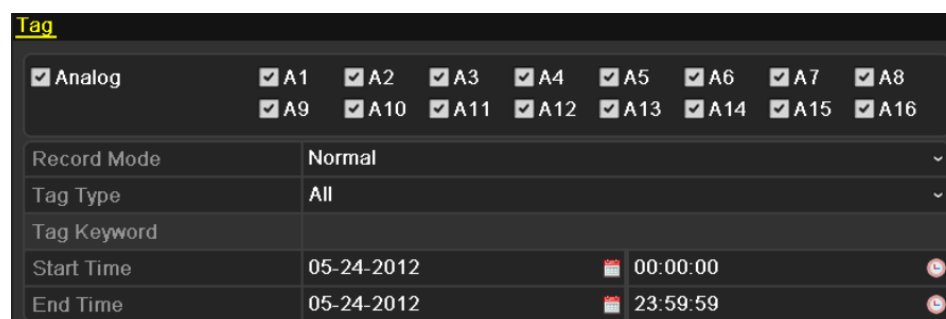 Tag
Analog A1 A2 A3 A4 A5 A6 A7 A8
A9 A10 A11 A12 A13 A14 A15 A16
Record Mode Normal
Tag Type All
Tag Keyword
Start Time 05-24-2012 00:00:00
End Time 05-24-2012 23:59:59